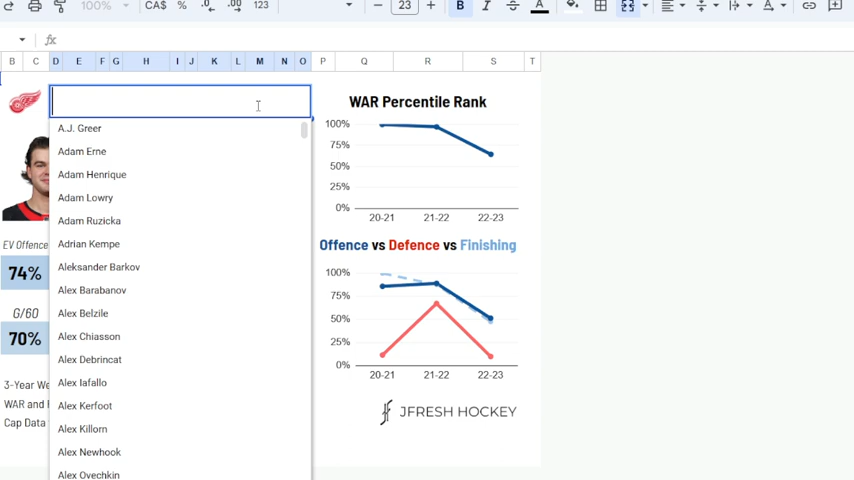 100%
CA$
%
.0
.00
123
23
B
I
A
A
fx
B C D E F G H I J K L M N O P Q R S T
WAR Percentile Rank
100%
75%
50%
25%
0%
20-21 21-22 22-23
A.J. Greer
Adam Erne
Adam Henrique
Adam Lowry
Adam Ruzicka
Adrian Kempe
Aleksander Barkov
Alex Barabanov
Alex Belzile
Alex Chiasson
Alex Debrincat
Alex Iafallo
Alex Kerfoot
Alex Killorn
Alex Newhook
Alex Ovechkin
EV Offence
74%
G/60
70%
3-Year We
WAR and
Cap Data
Offence vs Defence vs Finishing
100%
75%
50%
25%
0%
20-21 21-22 22-23
JFRESH HOCKEY